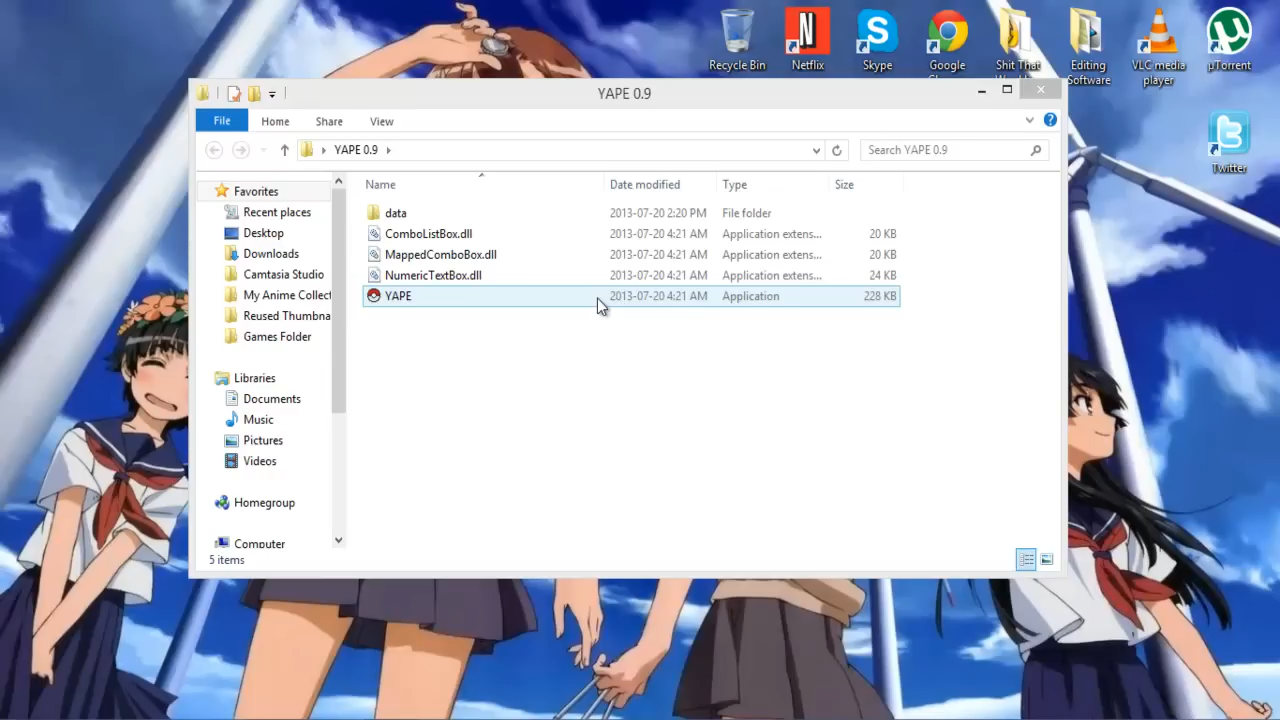 Recycle Bin
Netflix
Skype
Google
Shit That
Editing Software
VLC media player
µTorrent
Twitter
YAPE 0.9
File Home Share View
YAPE 0.9
Search YAPE 0.9
Name Date modified Type Size
data 2013-07-20 2:20 PM File folder
ComboListBox.dll 2013-07-20 4:21 AM Application extens... 20 KB
MappedComboBox.dll 2013-07-20 4:21 AM Application extens... 20 KB
NumericTextBox.dll 2013-07-20 4:21 AM Application extens... 24 KB
YAPE 2013-07-20 4:21 AM Application 228 KB
Favorites
Recent places
Desktop
Downloads
Camtasia Studio
My Anime Collect
Reused Thumbna
Games Folder
Libraries
Documents
Music
Pictures
Videos
Homegroup
Computer
5 items